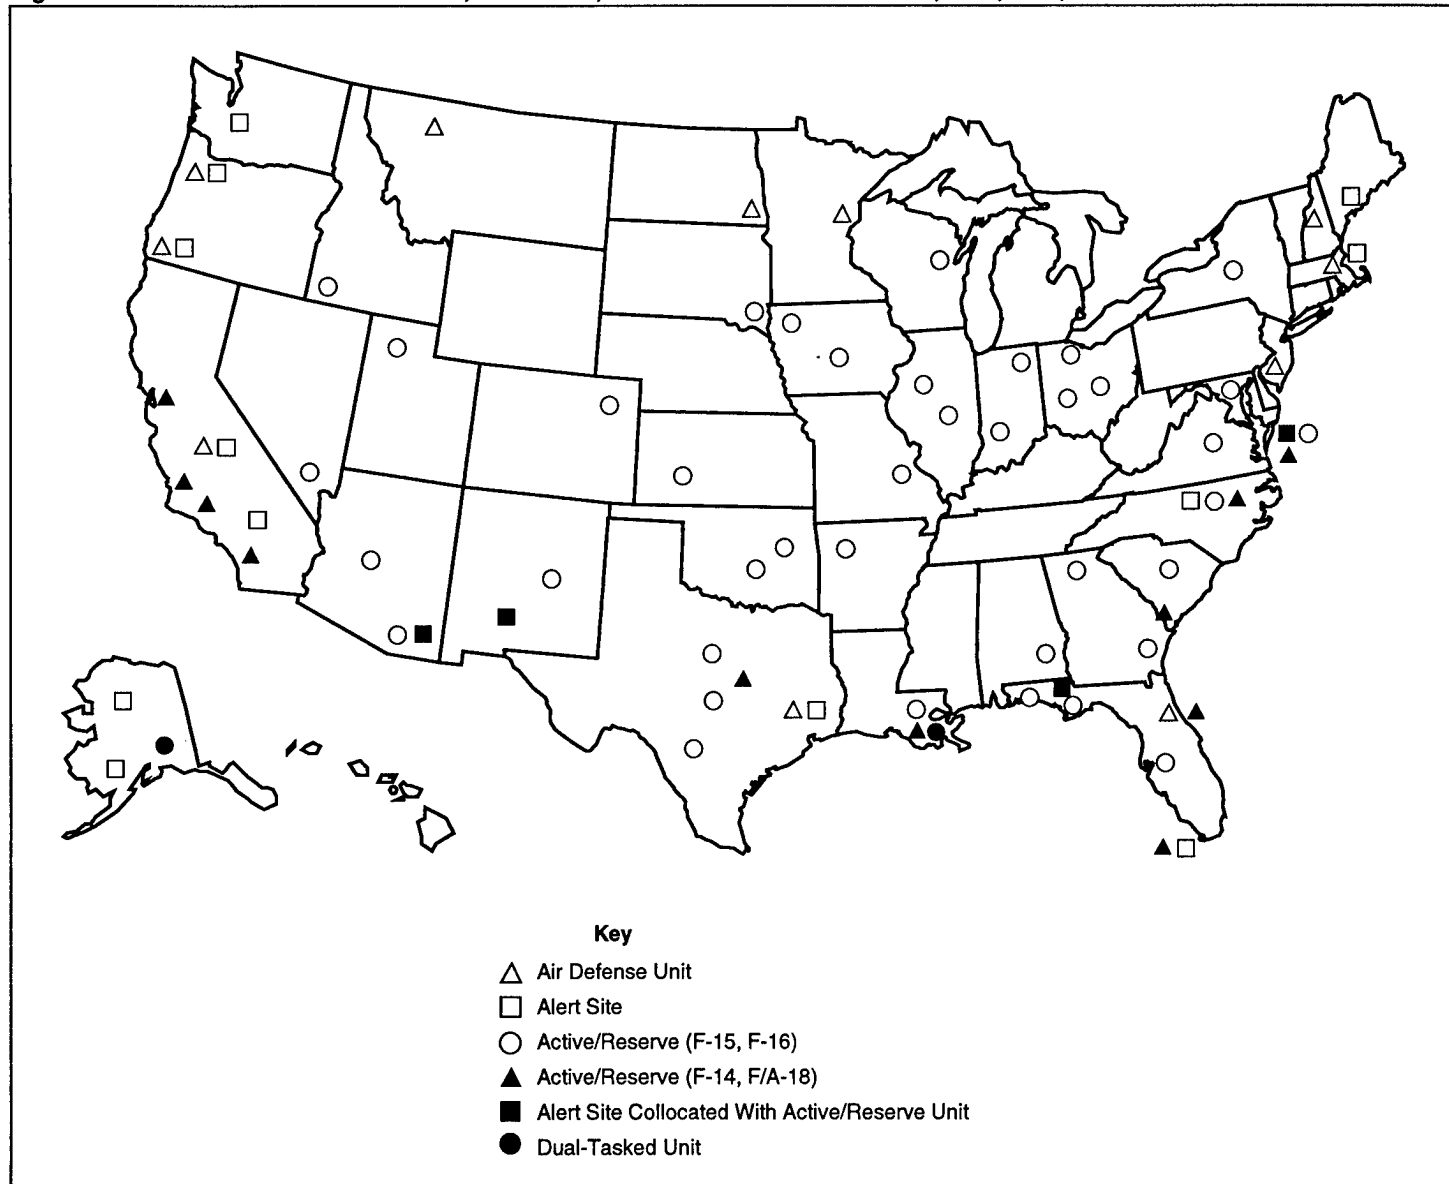 Key
Air Defense Unit
Alert Site
Active/Reserve (F-15, F-16)
Active/Reserve (F-14, F/A-18)
Alert Site Collocated With Active/Reserve Unit
Dual-Tasked Unit